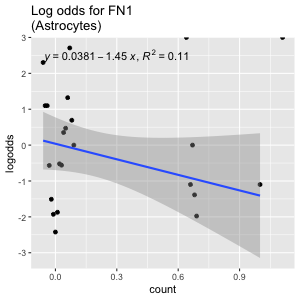 Log odds for FN1
(Astrocytes)
y = 0.0381 − 1.45 x, R² = 0.11
3
2
1
0
-1
-2
-3
logodds
0.0
0.3
0.6
0.9
count